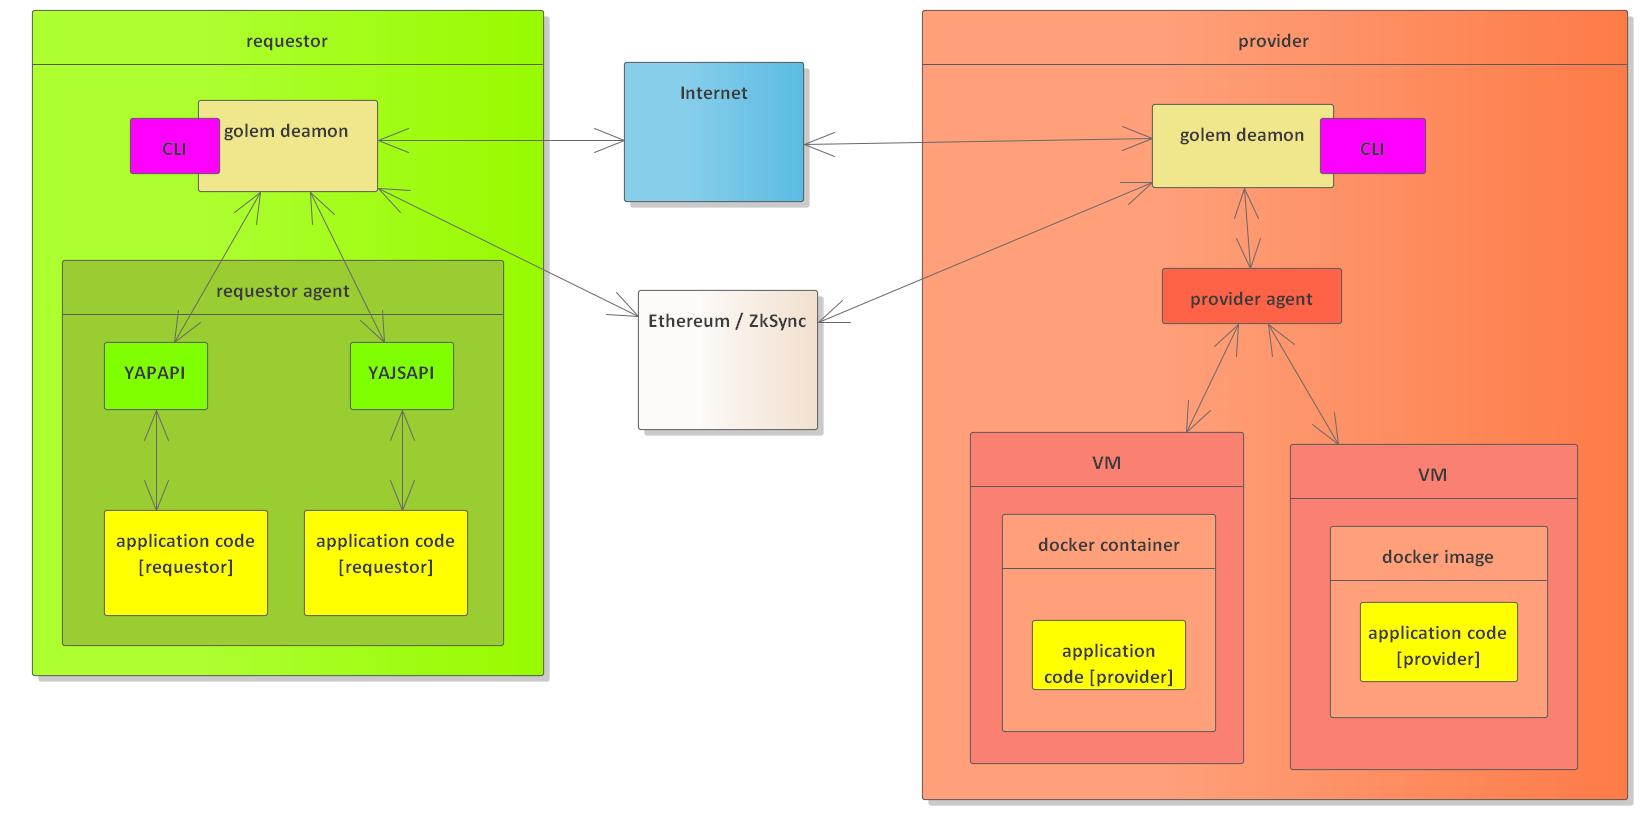 requestor
golem deamon
CLI
requestor agent
YAPAPI
YAJSAPI
application code
[requestor]
application code
[requestor]
Internet
Ethereum / ZkSync
provider
golem deamon
CLI
provider agent
VM
docker container
application
code [provider]
VM
docker image
application code
[provider]